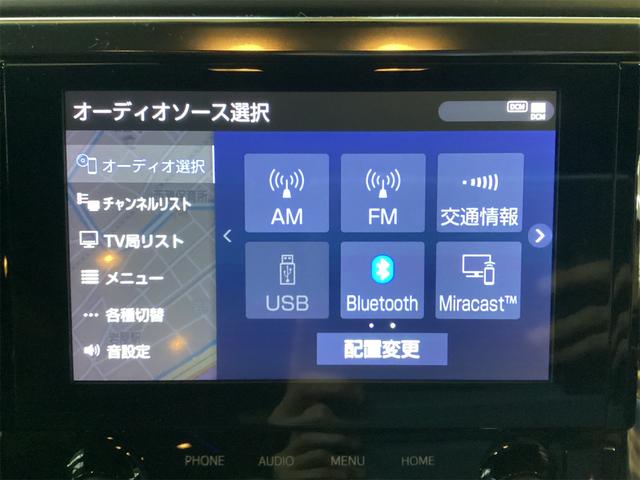 オーディオソース選択
DCM
DCM
オーディオ選択
チャンネルリスト
TV局リスト
メニュー
各種切替
音設定
AM
FM
交通情報
USB
Bluetooth
Miracast™
配置変更
PHONE
AUDIO
MENU
HOME